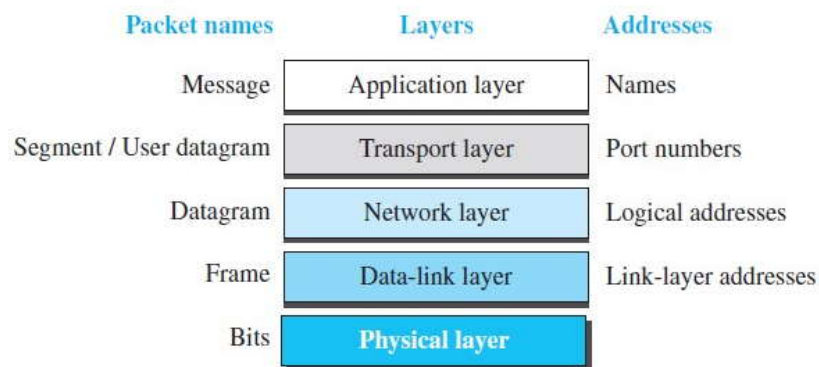 Packet names Layers Addresses
Message Application layer Names
Segment / User datagram Transport layer Port numbers
Datagram Network layer Logical addresses
Frame Data-link layer Link-layer addresses
Bits Physical layer